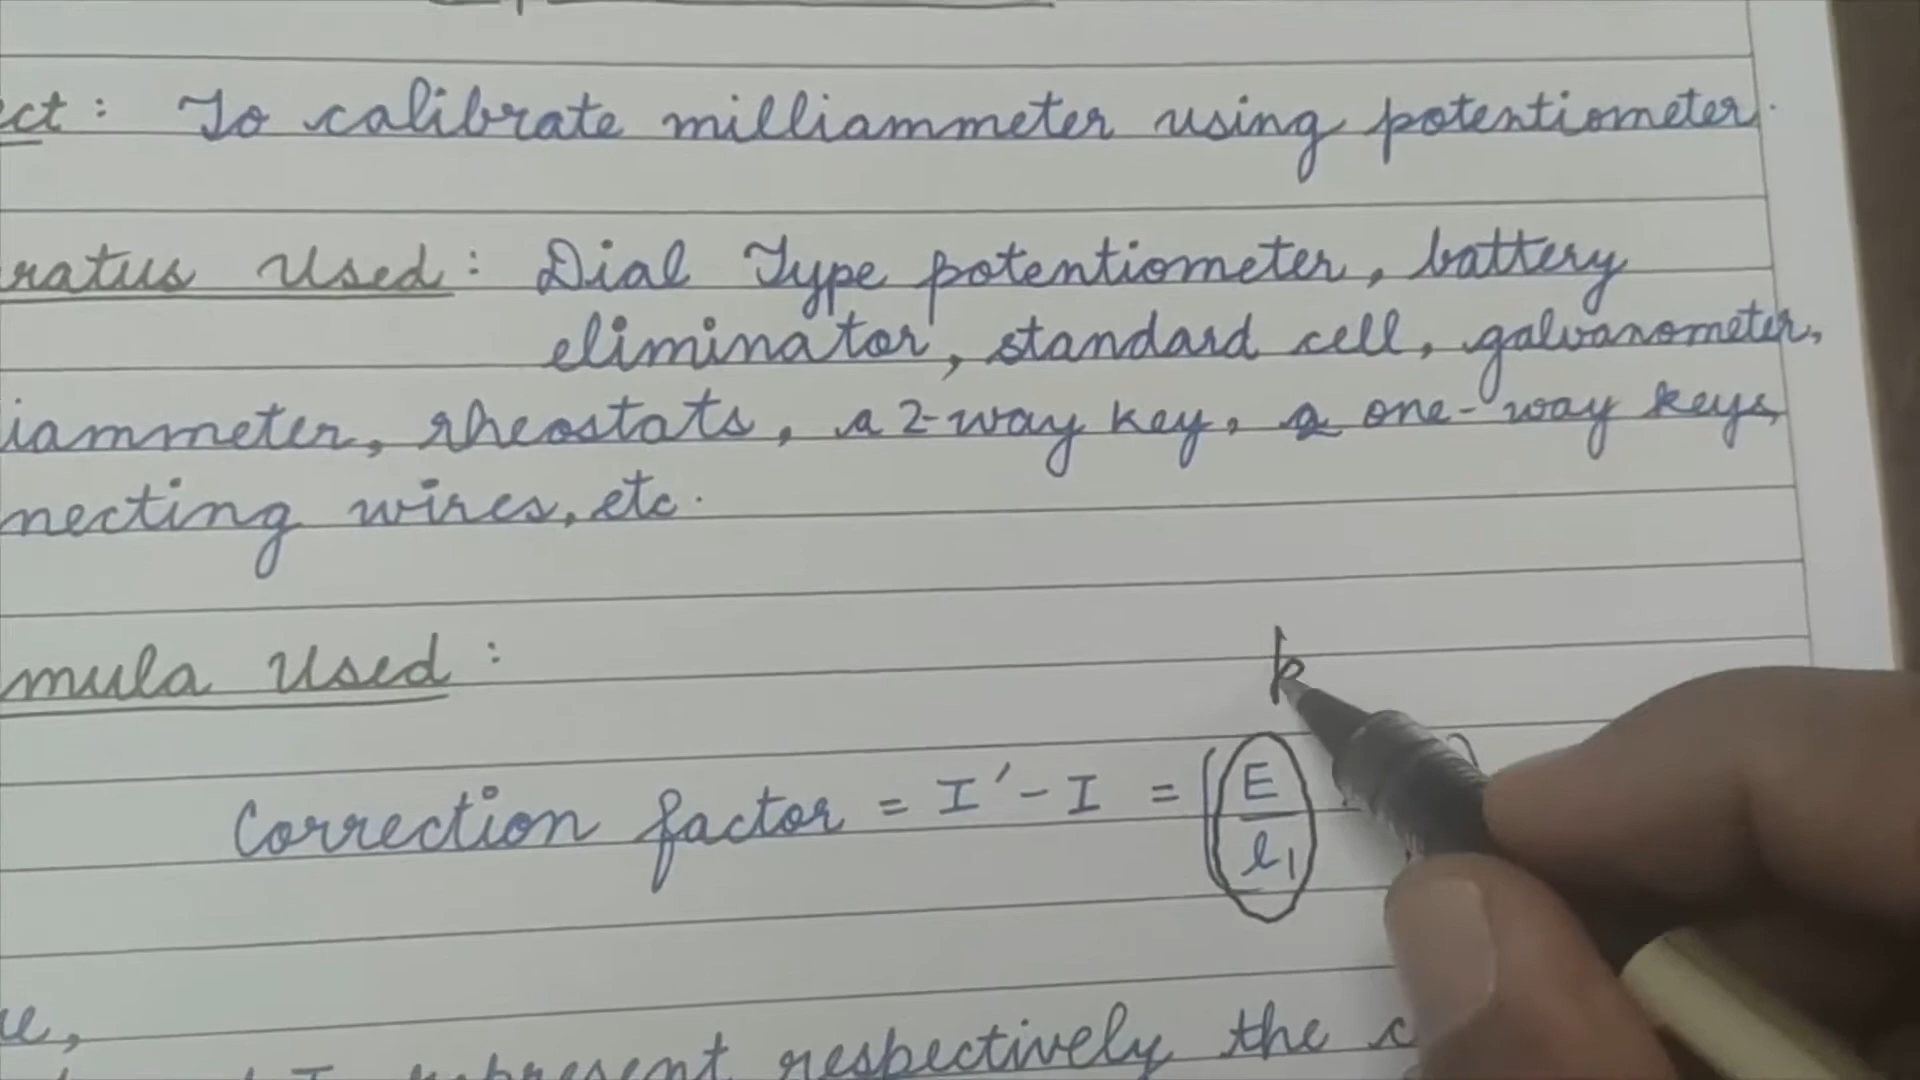 ct: To calibrate milliammeter using potentiometer.
ratus Used: Dial Type potentiometer, battery
eliminator, standard cell, galvanometer,
iammeter, rheostats, a 2-way key, a one-way keys,
necting wires, etc.
mula Used:
k
Correction factor = I' - I = (E/l₁
represent respectively the